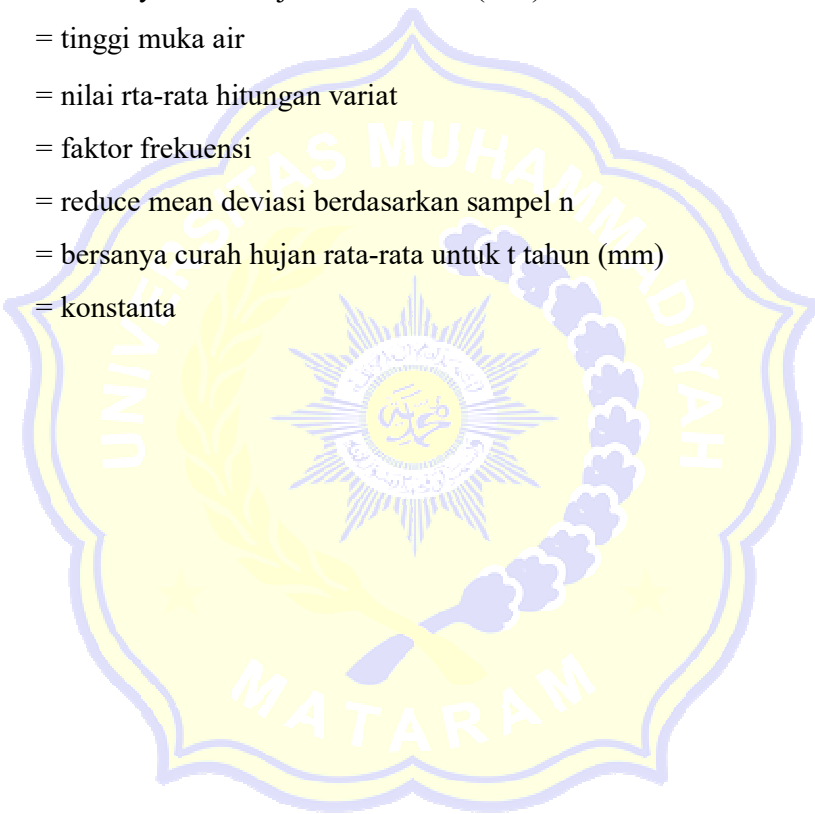 = tinggi muka air
= nilai rta-rata hitungan variat
= faktor frekuensi
= reduce mean deviasi berdasarkan sampel n
= bersanya curah hujan rata-rata untuk t tahun (mm)
= konstanta
UNIVERSITAS MUHAMMADIYAH
MATARAM